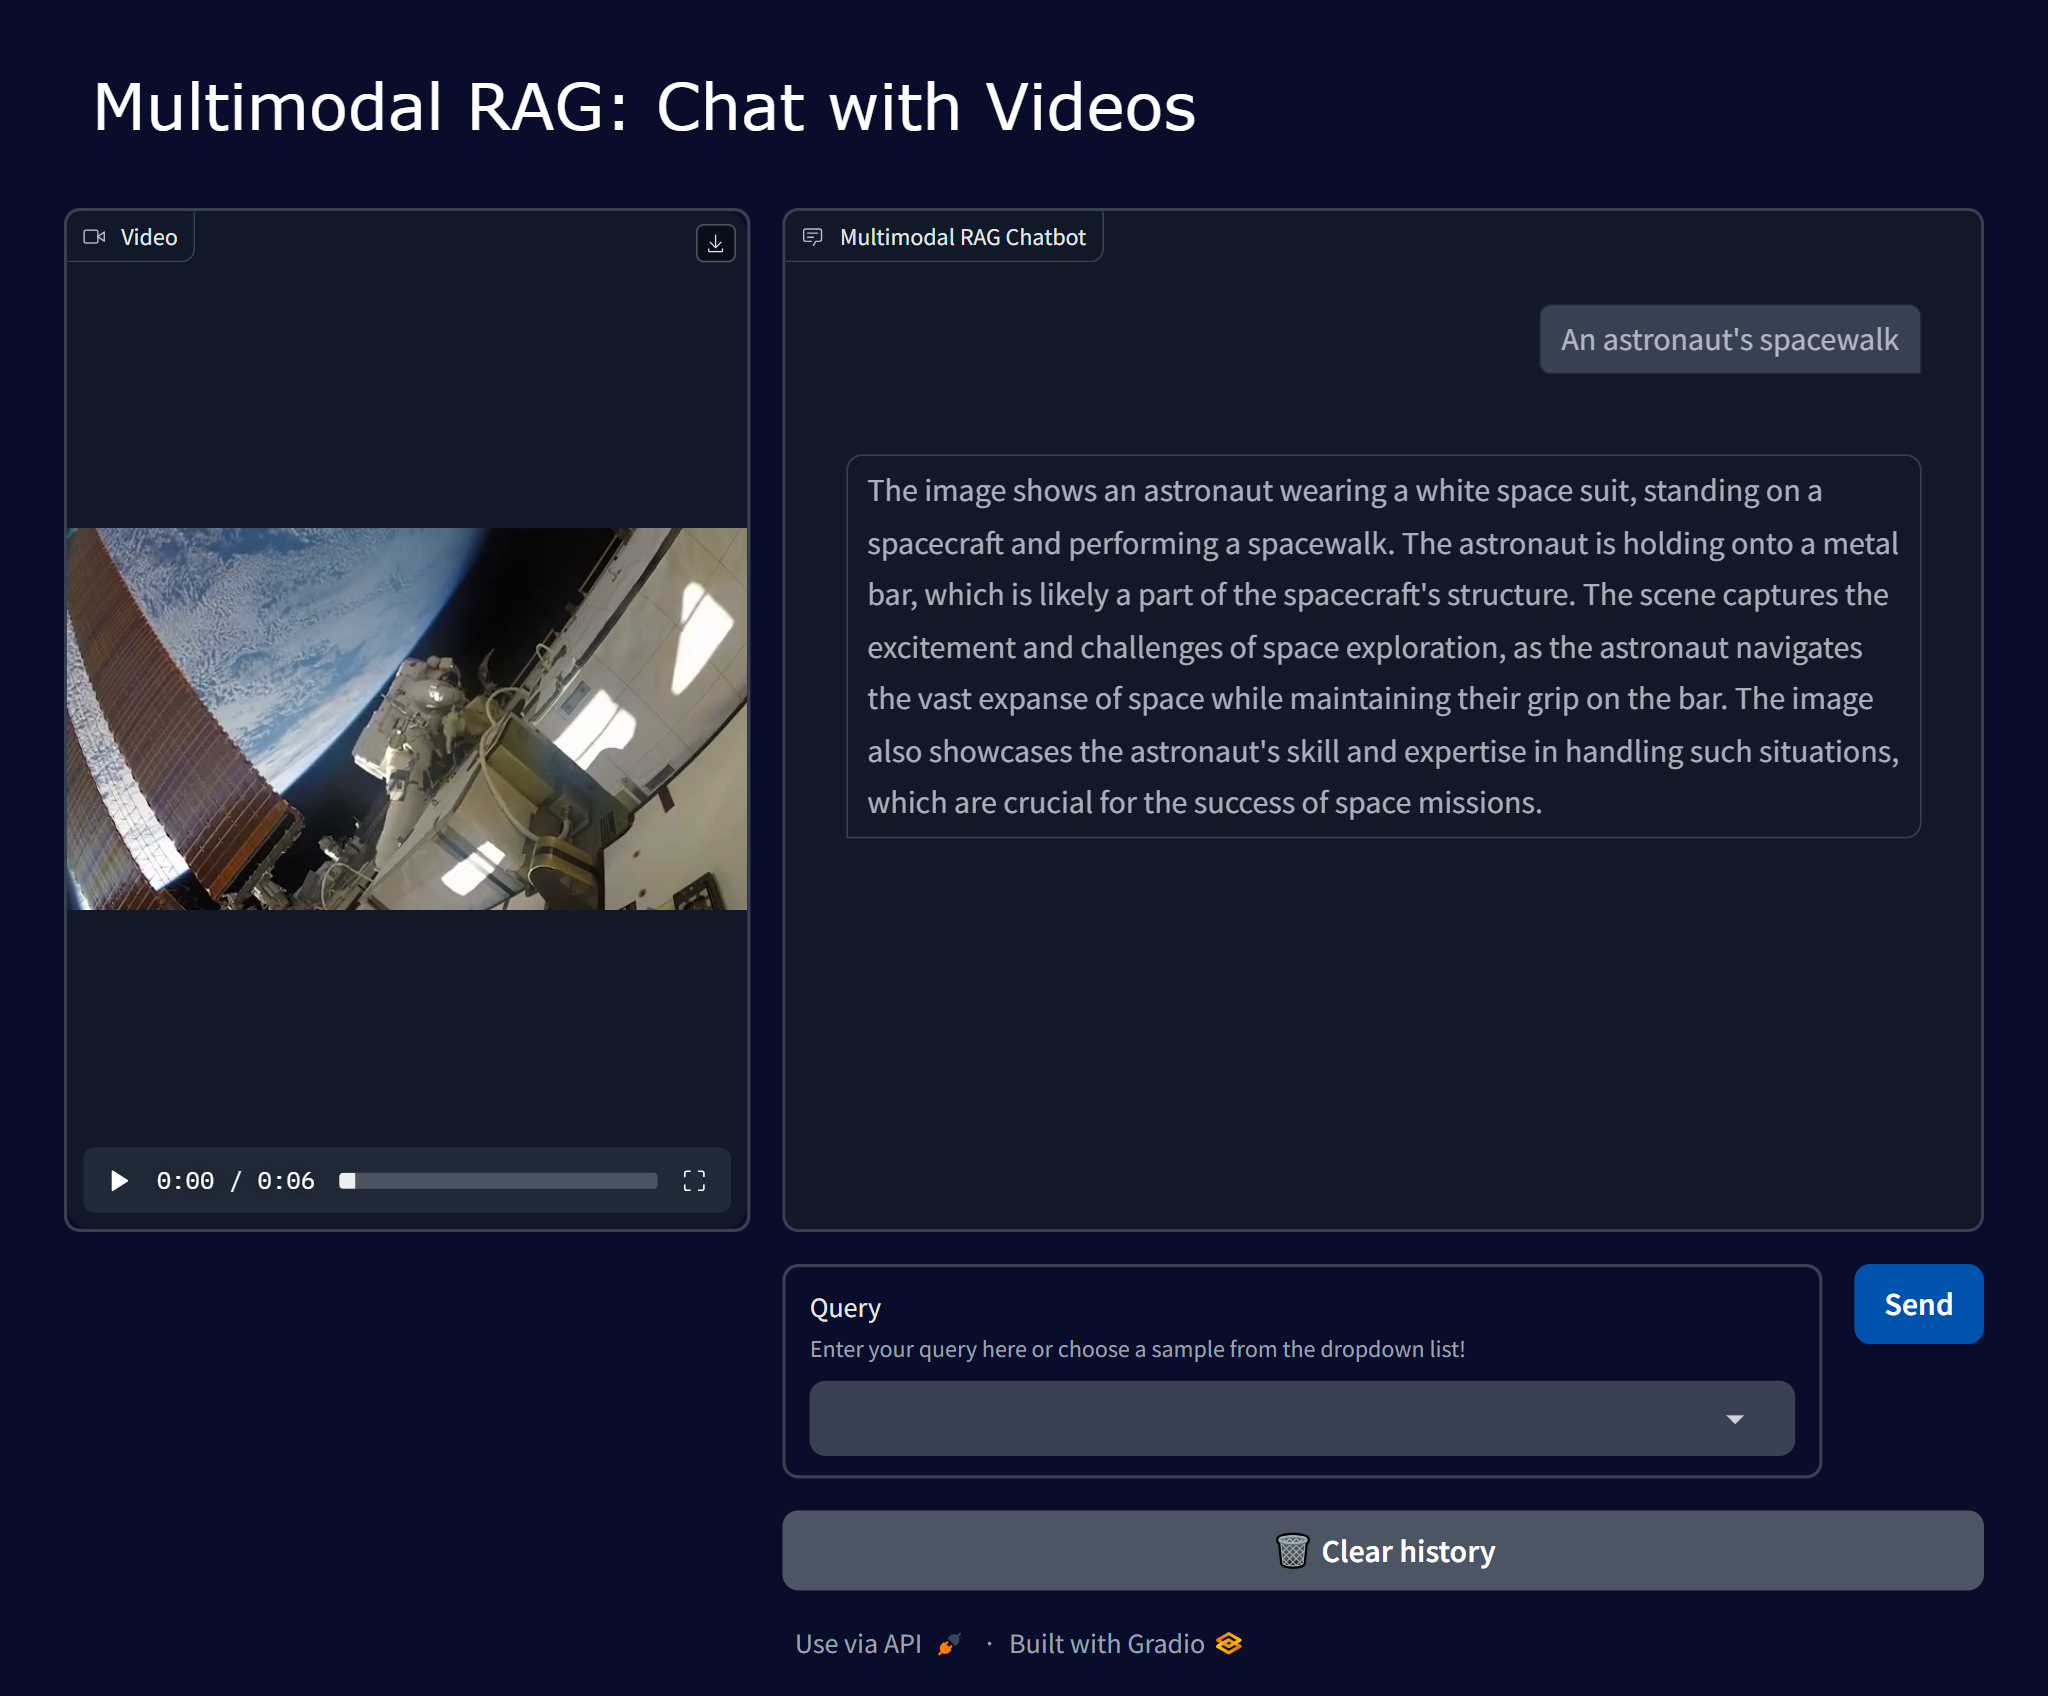 Multimodal RAG: Chat with Videos
Video
Multimodal RAG Chatbot
An astronaut's spacewalk
The image shows an astronaut wearing a white space suit, standing on a
spacecraft and performing a spacewalk. The astronaut is holding onto a metal
bar, which is likely a part of the spacecraft's structure. The scene captures the
excitement and challenges of space exploration, as the astronaut navigates
the vast expanse of space while maintaining their grip on the bar. The image
also showcases the astronaut's skill and expertise in handling such situations,
which are crucial for the success of space missions.
0:00 / 0:06
Query
Enter your query here or choose a sample from the dropdown list!
Send
Clear history
Use via API · Built with Gradio